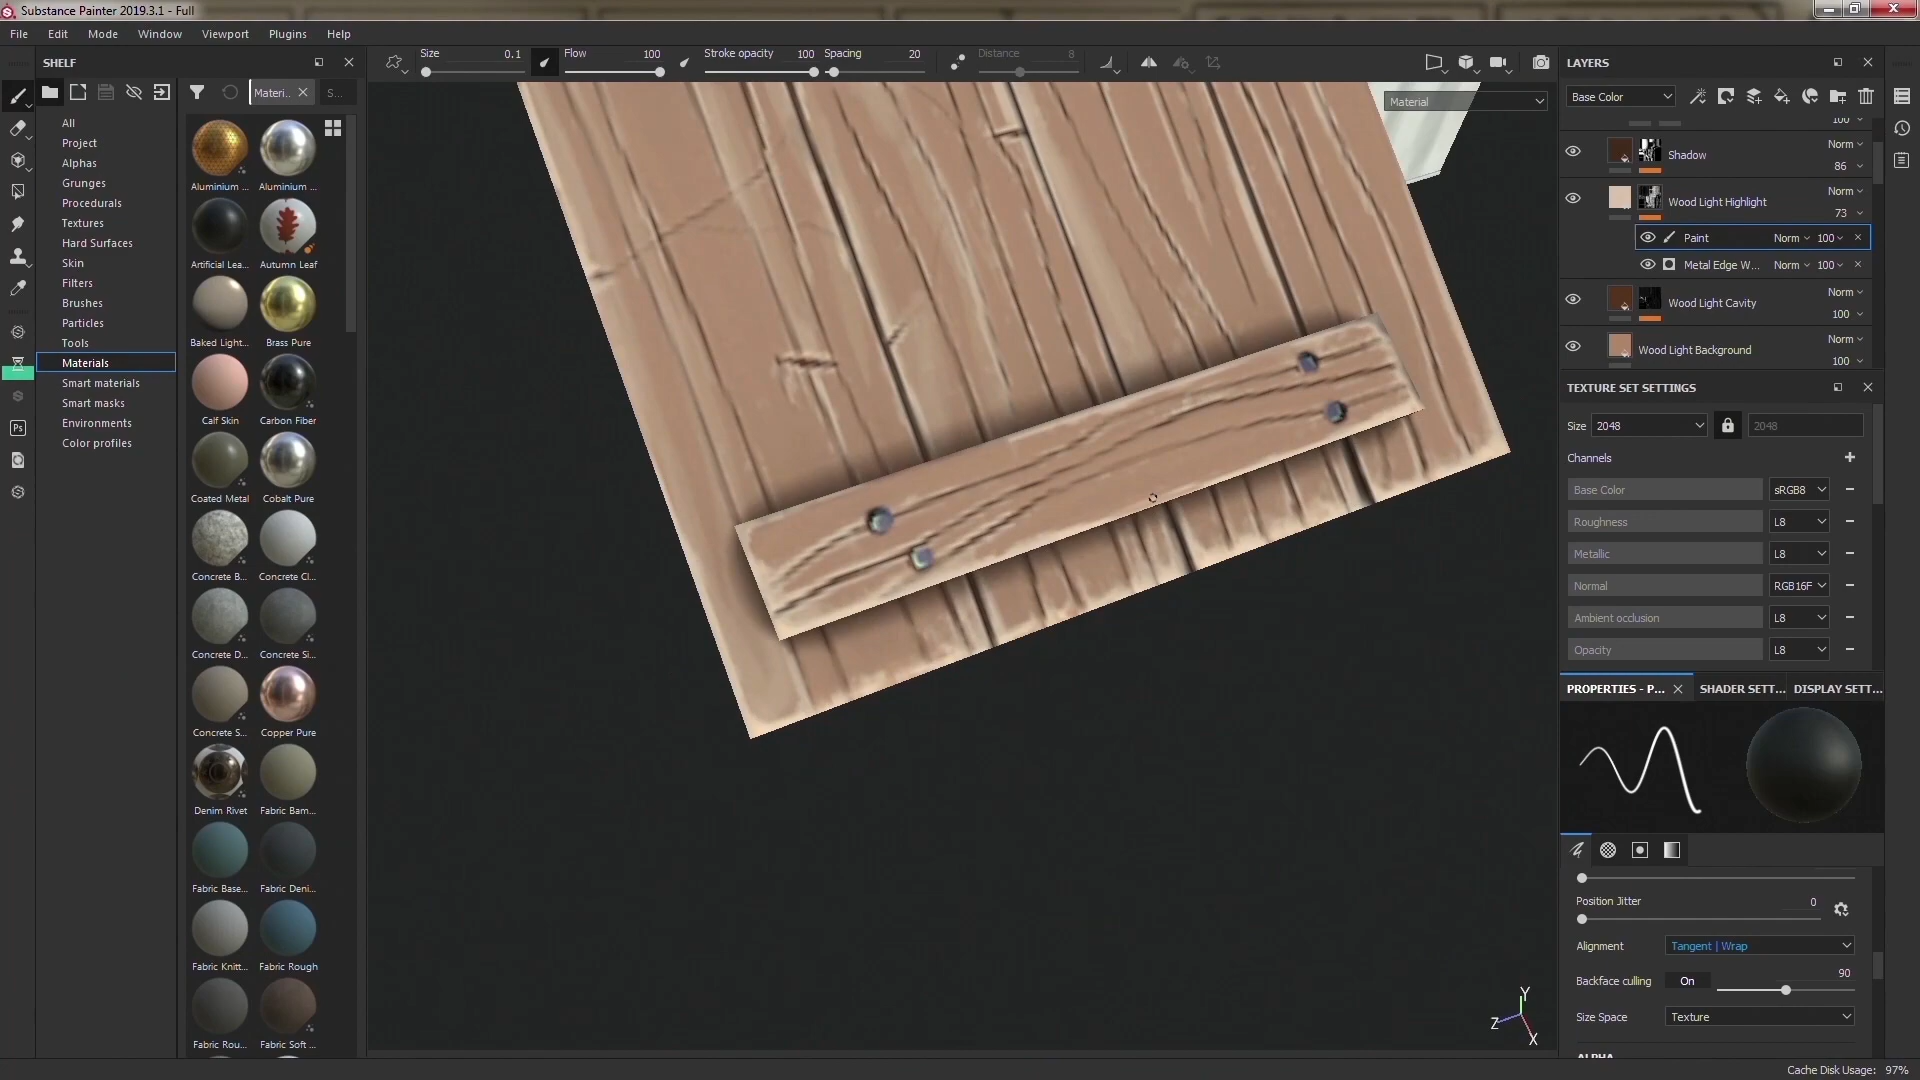 Substance Painter 2019.3.1 - Full
File Edit Mode Window Viewport Plugins Help
SHELF
Size 0.1
Flow 100
Stroke opacity 100
Spacing 20
Distance 8
Materi...
S...
All
Project
Alphas
Grunges
Procedurals
Textures
Hard Surfaces
Skin
Filters
Brushes
Particles
Tools
Materials
Smart materials
Smart masks
Environments
Color profiles
Ps
Aluminium ... Aluminium ...
Artificial Lea... Autumn Leaf
Baked Light... Brass Pure
Calf Skin Carbon Fiber
Coated Metal Cobalt Pure
Concrete B... Concrete Cl...
Concrete D... Concrete Si...
Concrete S... Copper Pure
Denim Rivet Fabric Bam...
Fabric Base... Fabric Deni...
Fabric Knitt... Fabric Rough
Fabric Rou... Fabric Soft ...
Material
Y
Z
X
LAYERS
Base Color
100
Norm
Shadow
86
Norm
Wood Light Highlight
73
Paint Norm 100
Metal Edge W... Norm 100
Norm
Wood Light Cavity
100
Norm
Wood Light Background
100
TEXTURE SET SETTINGS
Size 2048 2048
Channels
Base Color sRGB8
Roughness L8
Metallic L8
Normal RGB16F
Ambient occlusion L8
Opacity L8
PROPERTIES - P... SHADER SETT... DISPLAY SETT...
Position Jitter 0
Alignment Tangent | Wrap
Backface culling On 90
Size Space Texture
ALPHA
Cache Disk Usage: 97%